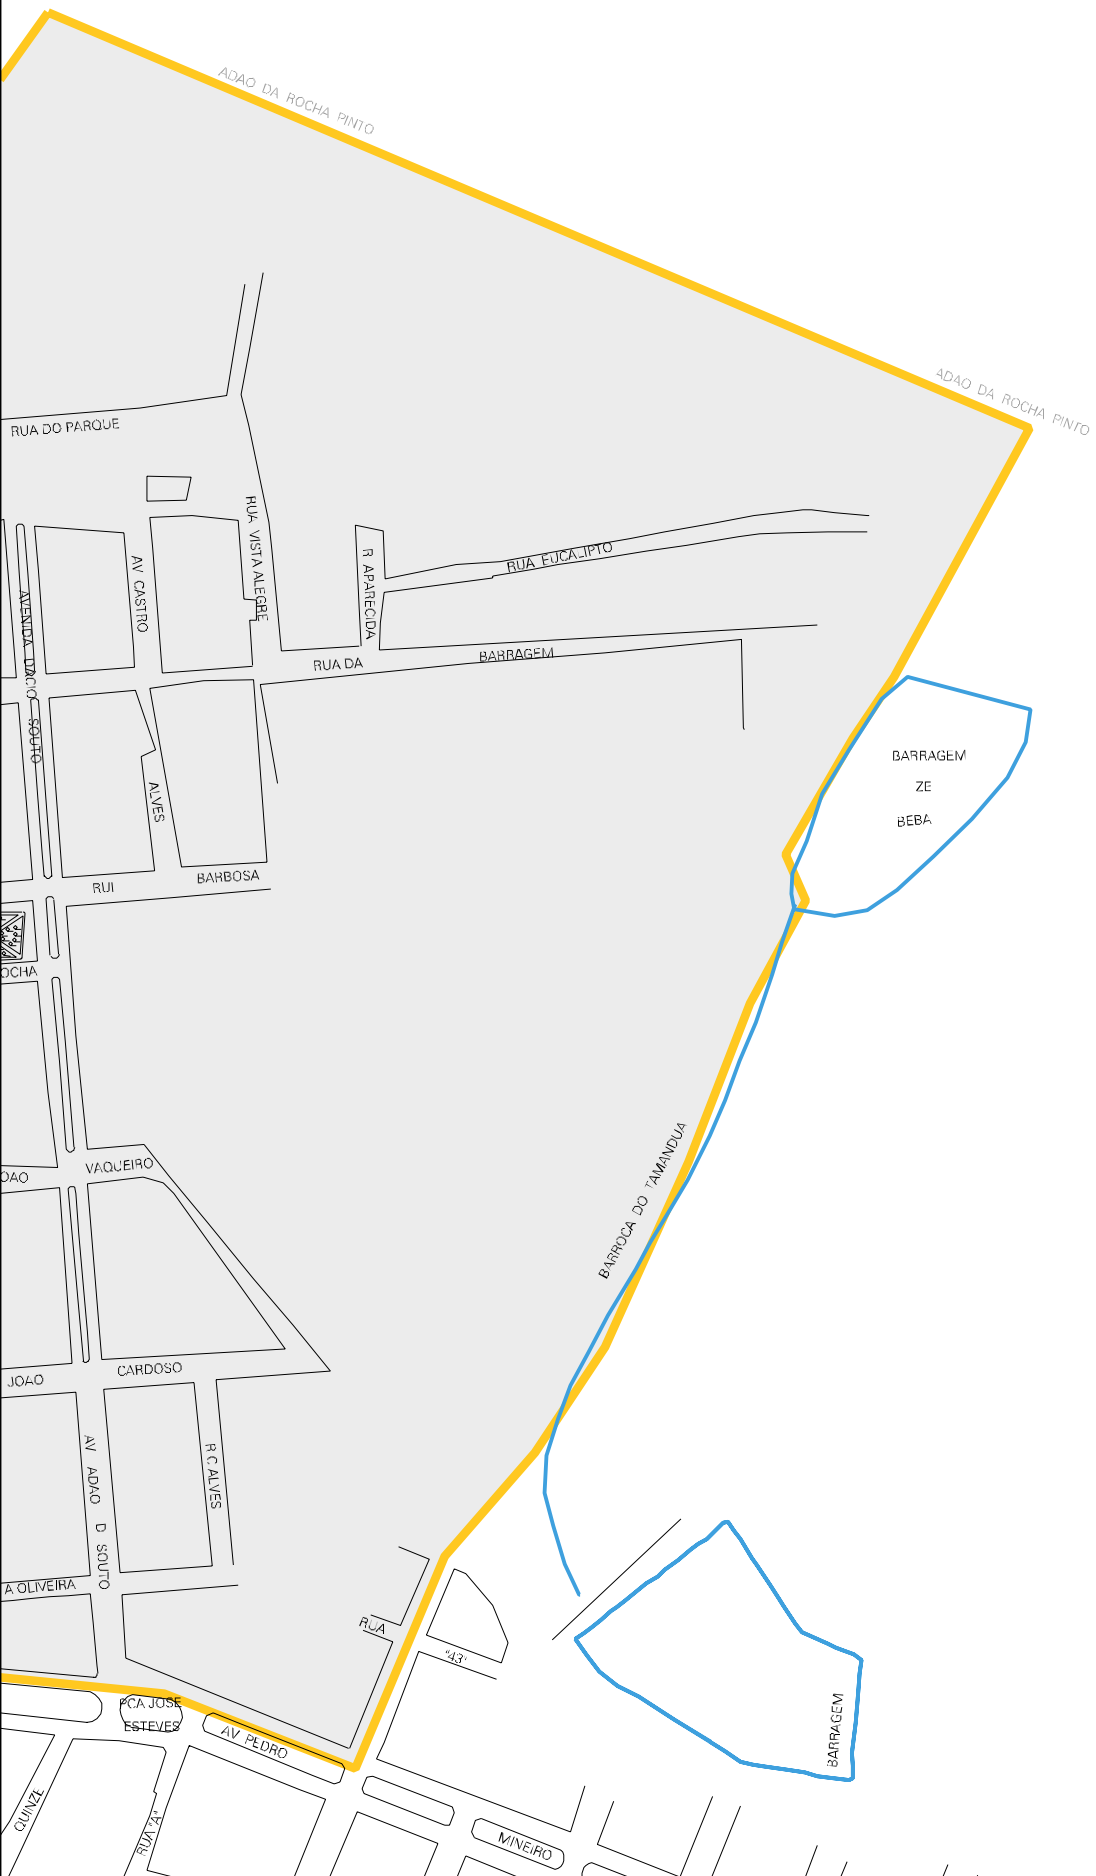 ADAO DA ROCHA PINTO
ADAO DA ROCHA PINTO
RUA DO PARQUE
RUA VISTA ALEGRE
R APARECIDA
RUA EUCALIPTO
AV CASTRO
AVENIDA DACIO SOUTO
RUA DA BARRAGEM
BARRAGEM
ZE
BEBA
ALVES
RUI BARBOSA
OCHA
BARROCA DO TAMANDUA
OAO VAQUEIRO
JOAO CARDOSO
AV ADAO D SOUTO
R C ALVES
A OLIVEIRA
RUA "43"
PCA JOSE
ESTEVES
AV PEDRO
BARRAGEM
QUINZE
RUA "A"
MINEIRO